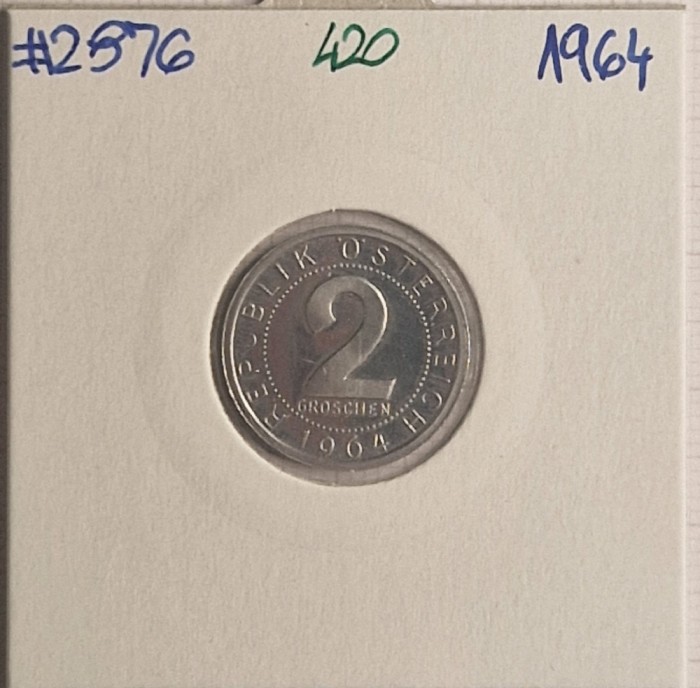 #2576 420 1964
REPUBLIK ÖSTERREICH
2
GROSCHEN
1964